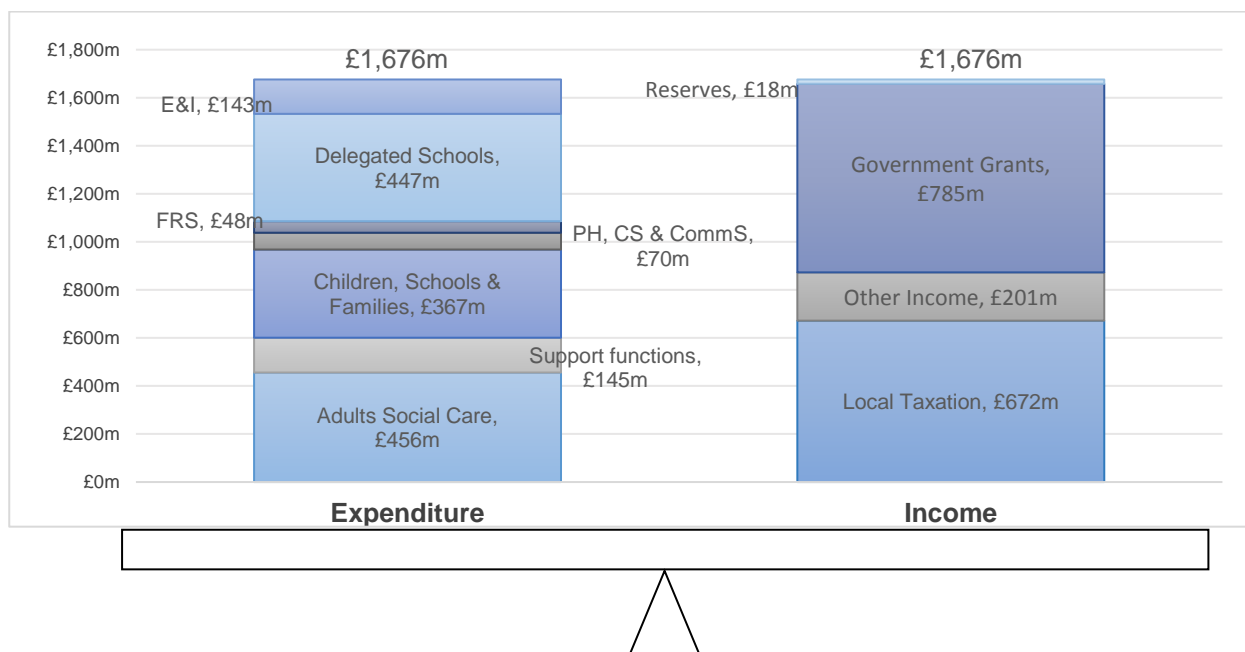 £1,800m
£1,600m
£1,400m
£1,200m
£1,000m
£800m
£600m
£400m
£200m
£0m
£1,676m
E&I, £143m
Delegated Schools,
£447m
FRS, £48m
PH, CS & CommS,
£70m
Children, Schools &
Families, £367m
Support functions,
£145m
Adults Social Care,
£456m
Expenditure
£1,676m
Reserves, £18m
Government Grants,
£785m
Other Income, £201m
Local Taxation, £672m
Income